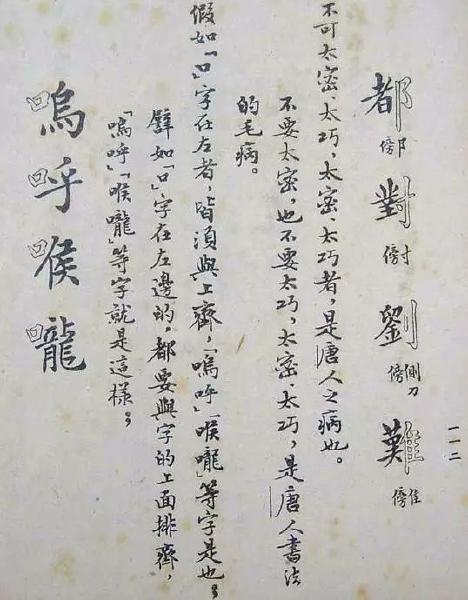 都 對 劉 難
阝傍 寸傍 側刀傍 隹傍
一一二
不可太密、太巧，太密、太巧者，是唐人之病也。
不要太密，也不要太巧，太密、太巧，是唐人書法
的毛病。
假如「口」字在左者，皆須與上齊，「嗚呼」「喉嚨」等字是也；
譬如「口」字在左邊的，都要與字的上面排齊，
「嗚呼」「喉嚨」等字就是這樣；
嗚呼喉嚨